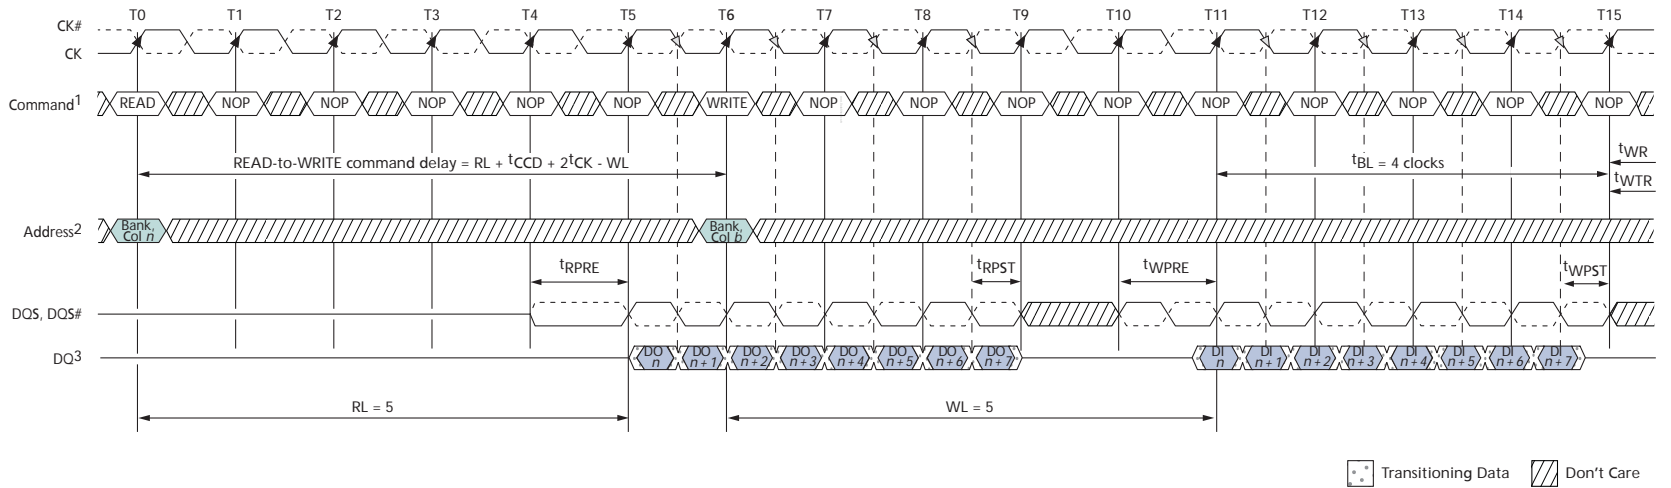 T0 T1 T2 T3 T4 T5 T6 T7 T8 T9 T10 T11 T12 T13 T14 T15
CK#
CK
Command1 READ NOP NOP NOP NOP NOP WRITE NOP NOP NOP NOP NOP NOP NOP NOP NOP
READ-to-WRITE command delay = RL + tCCD + 2tCK - WL tBL = 4 clocks tWR
tWTR
Address2 Bank, Col n Bank, Col b
tRPRE tRPST tWPRE tWPST
DQS, DQS#
DQ3 DO n DO n + 1 DO n + 2 DO n + 3 DO n + 4 DO n + 5 DO n + 6 DO n + 7 DI n DI n + 1 DI n + 2 DI n + 3 DI n + 4 DI n + 5 DI n + 6 DI n + 7
RL = 5 WL = 5
Transitioning Data Don't Care